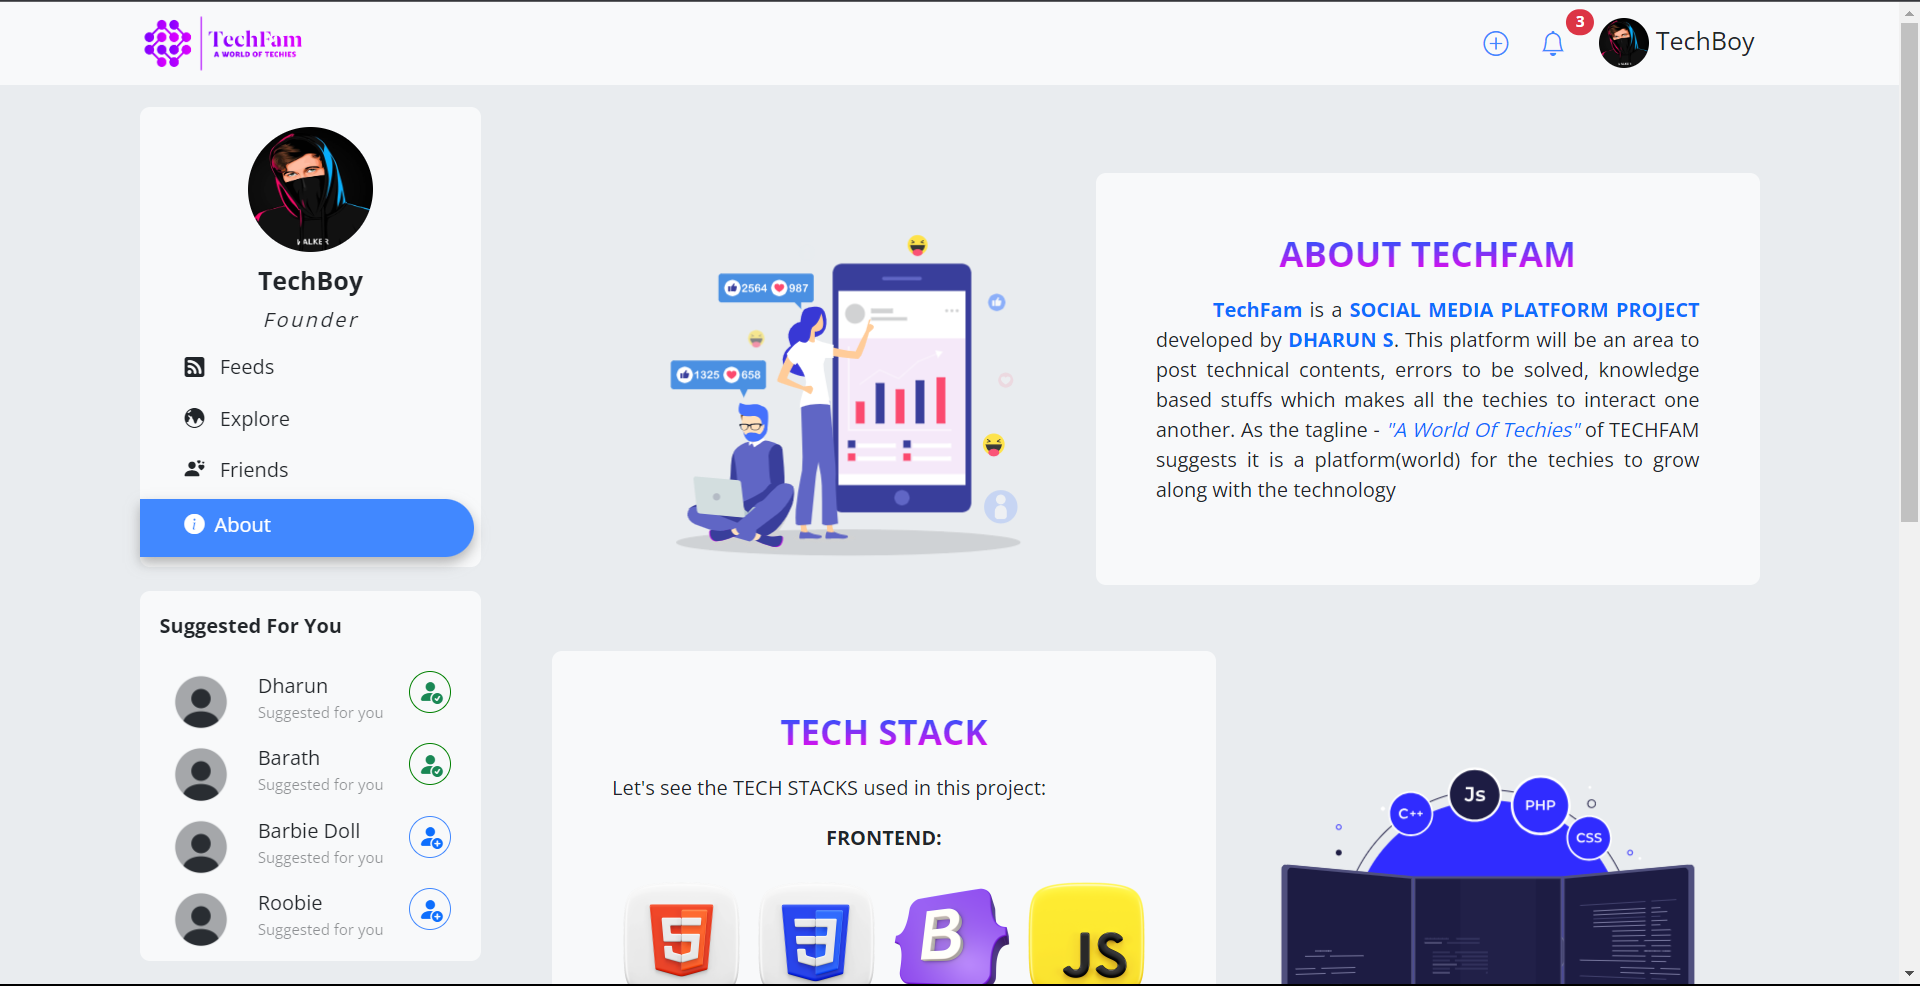 TechFam
A WORLD OF TECHIES
3
TechBoy
WALKER
TechBoy
Founder
Feeds
Explore
Friends
About
Suggested For You
Dharun
Suggested for you
Barath
Suggested for you
Barbie Doll
Suggested for you
Roobie
Suggested for you
2564 987
1325 658
ABOUT TECHFAM
TechFam is a SOCIAL MEDIA PLATFORM PROJECT
developed by DHARUN S. This platform will be an area to
post technical contents, errors to be solved, knowledge
based stuffs which makes all the techies to interact one
another. As the tagline - "A World Of Techies" of TECHFAM
suggests it is a platform(world) for the techies to grow
along with the technology
TECH STACK
Let's see the TECH STACKS used in this project:
FRONTEND:
5
3
B
JS
C++
Js
PHP
CSS